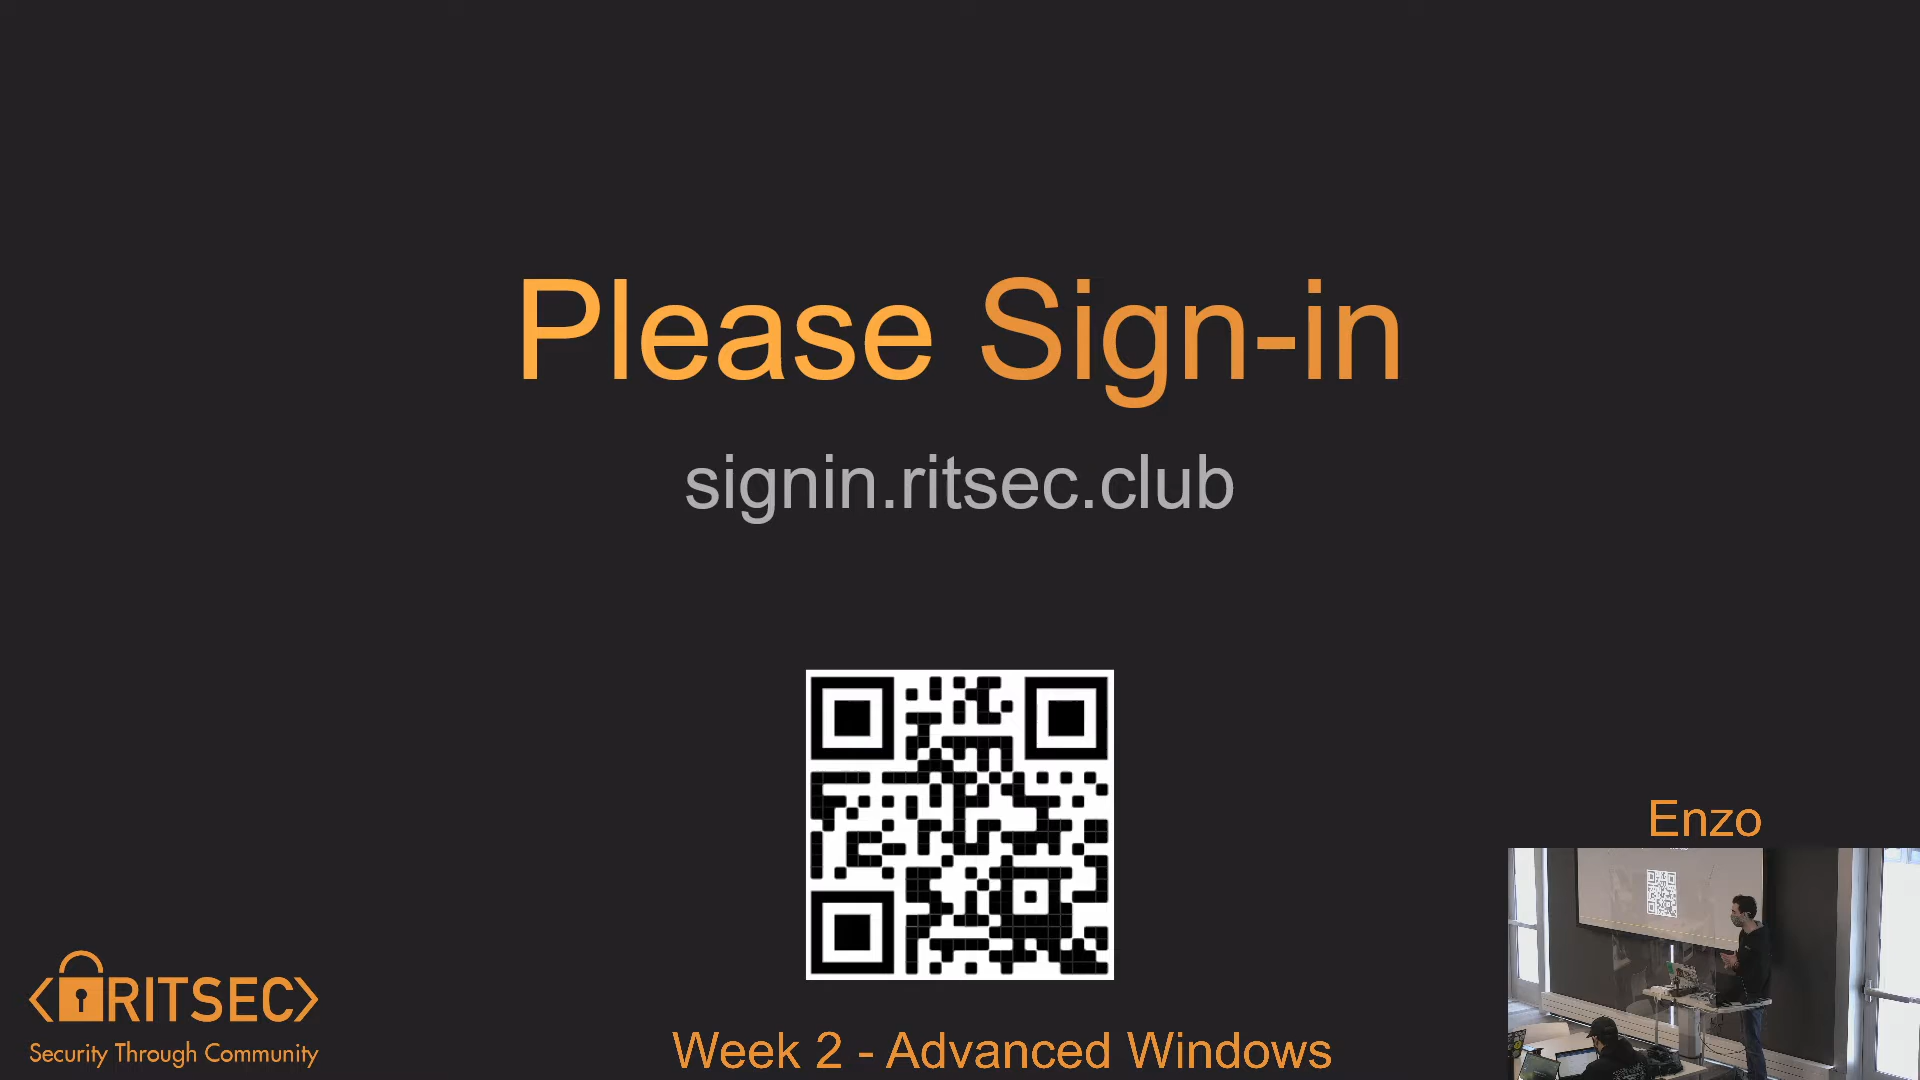 Please Sign-in
signin.ritsec.club
Enzo
<RITSEC>
Security Through Community
Week 2 - Advanced Windows